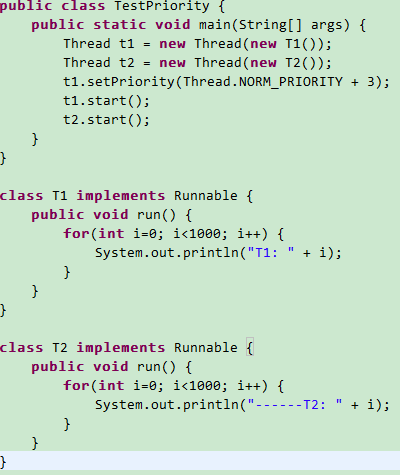 public class TestPriority {
    public static void main(String[] args) {
        Thread t1 = new Thread(new T1());
        Thread t2 = new Thread(new T2());
        t1.setPriority(Thread.NORM_PRIORITY + 3);
        t1.start();
        t2.start();
    }
}

class T1 implements Runnable {
    public void run() {
        for(int i=0; i<1000; i++) {
            System.out.println("T1: " + i);
        }
    }
}

class T2 implements Runnable {
    public void run() {
        for(int i=0; i<1000; i++) {
            System.out.println("------T2: " + i);
        }
    }
}